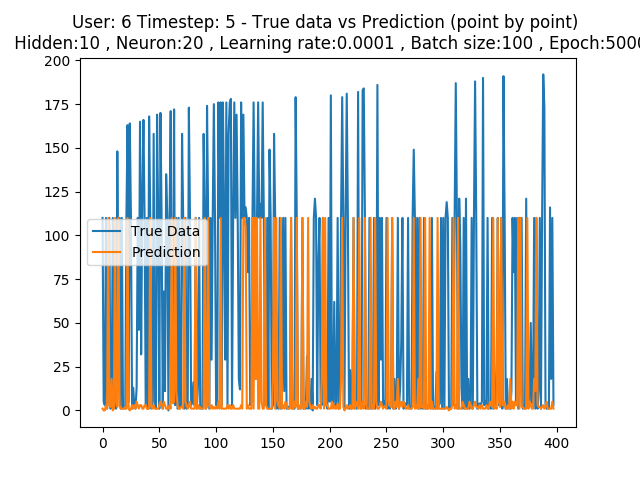 User: 6 Timestep: 5 - True data vs Prediction (point by point)
Hidden:10 , Neuron:20 , Learning rate:0.0001 , Batch size:100 , Epoch:5000
200
175
150
125
100
75
50
25
0
True Data
Prediction
0 50 100 150 200 250 300 350 400